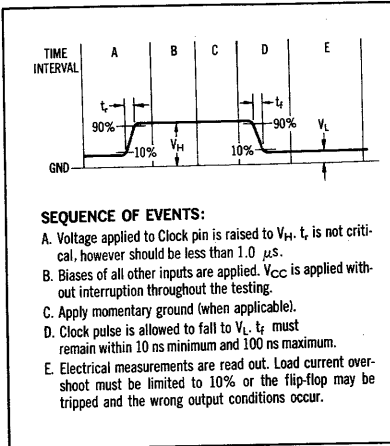 TIME
INTERVAL
A B C D E
tr tf
90% VH 90% VL
10% 10%
GND
SEQUENCE OF EVENTS:
A. Voltage applied to Clock pin is raised to VH. tr is not criti-
cal, however should be less than 1.0 μs.
B. Biases of all other inputs are applied. VCC is applied with-
out interruption throughout the testing.
C. Apply momentary ground (when applicable).
D. Clock pulse is allowed to fall to VL. tf must
remain within 10 ns minimum and 100 ns maximum.
E. Electrical measurements are read out. Load current over-
shoot must be limited to 10% or the flip-flop may be
tripped and the wrong output conditions occur.